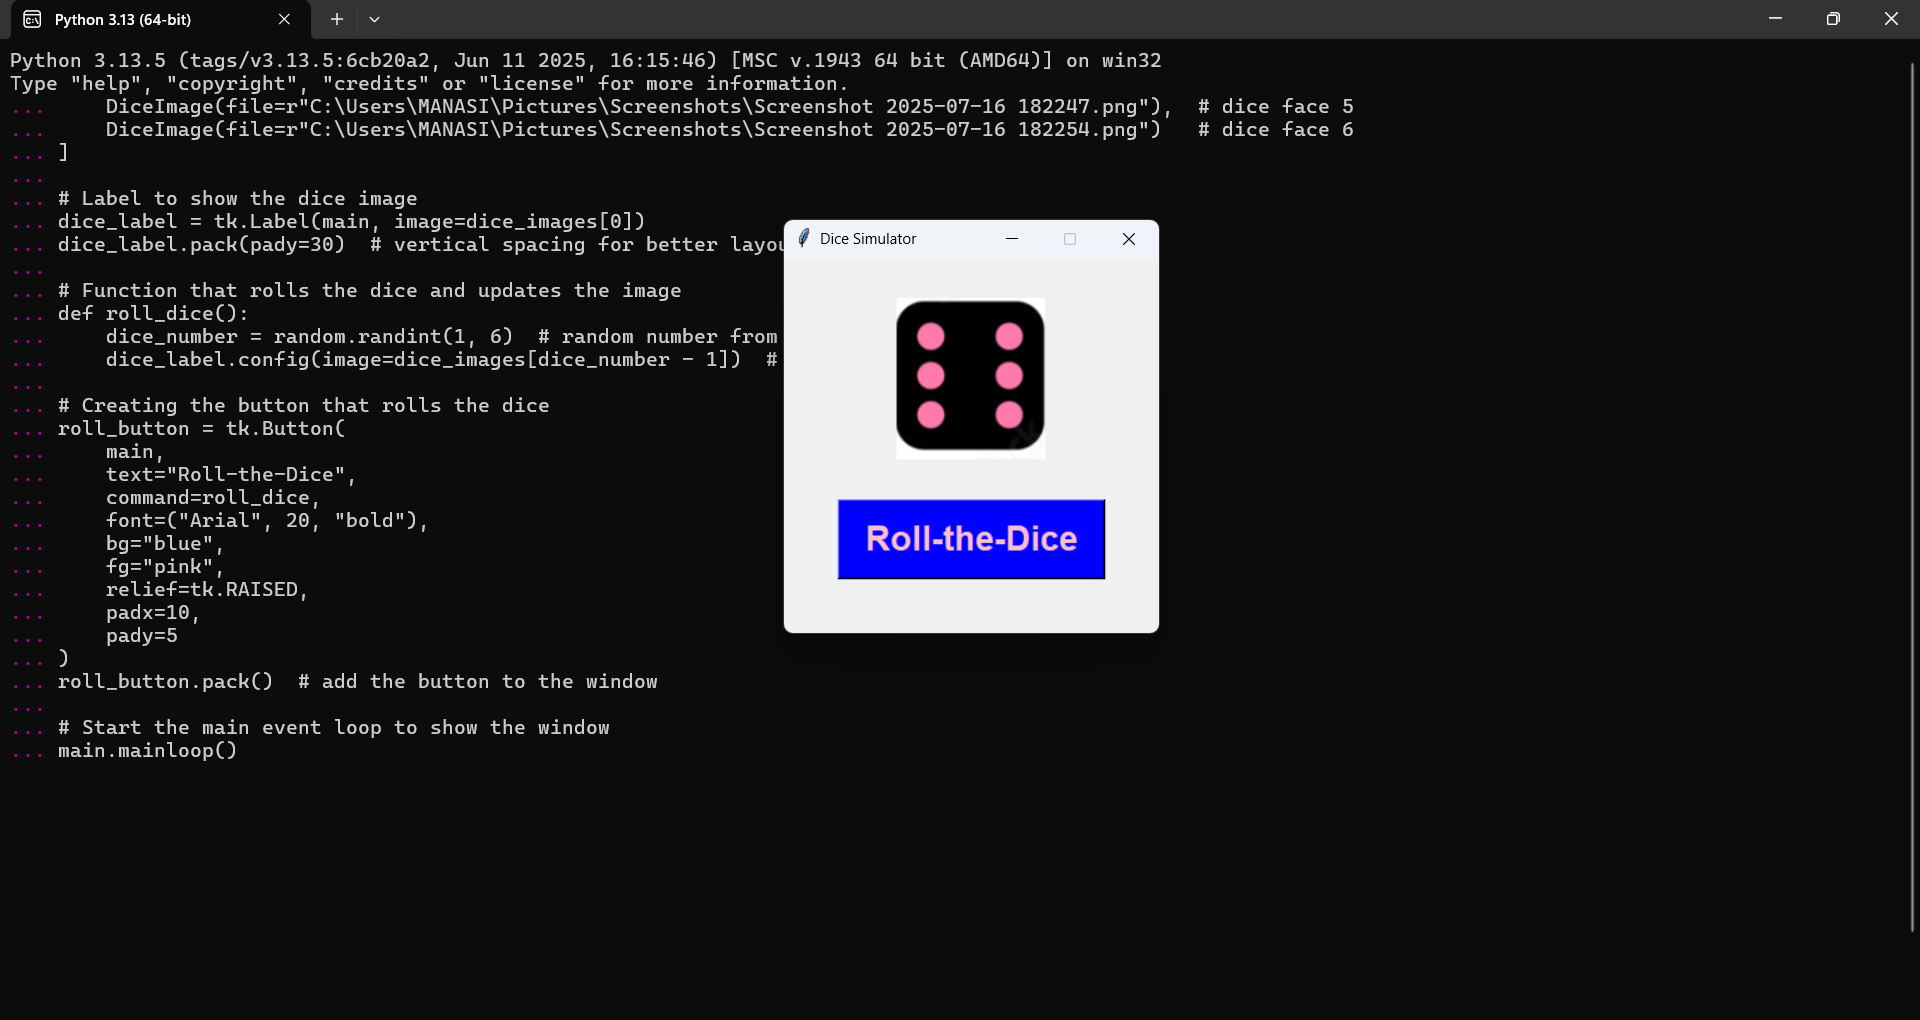 Python 3.13 (64-bit)
Python 3.13.5 (tags/v3.13.5:6cb20a2, Jun 11 2025, 16:15:46) [MSC v.1943 64 bit (AMD64)] on win32
Type "help", "copyright", "credits" or "license" for more information.
...     DiceImage(file=r"C:\Users\MANASI\Pictures\Screenshots\Screenshot 2025-07-16 182247.png"),  # dice face 5
...     DiceImage(file=r"C:\Users\MANASI\Pictures\Screenshots\Screenshot 2025-07-16 182254.png")   # dice face 6
... ]
...
... # Label to show the dice image
... dice_label = tk.Label(main, image=dice_images[0])
... dice_label.pack(pady=30)  # vertical spacing for better
...
... # Function that rolls the dice and updates the image
... def roll_dice():
...     dice_number = random.randint(1, 6)  # random number from
...     dice_label.config(image=dice_images[dice_number - 1])  #
...
... # Creating the button that rolls the dice
... roll_button = tk.Button(
...     main,
...     text="Roll-the-Dice",
...     command=roll_dice,
...     font=("Arial", 20, "bold"),
...     bg="blue",
...     fg="pink",
...     relief=tk.RAISED,
...     padx=10,
...     pady=5
... )
... roll_button.pack()  # add the button to the window
...
... # Start the main event loop to show the window
... main.mainloop()
Dice Simulator
Roll-the-Dice